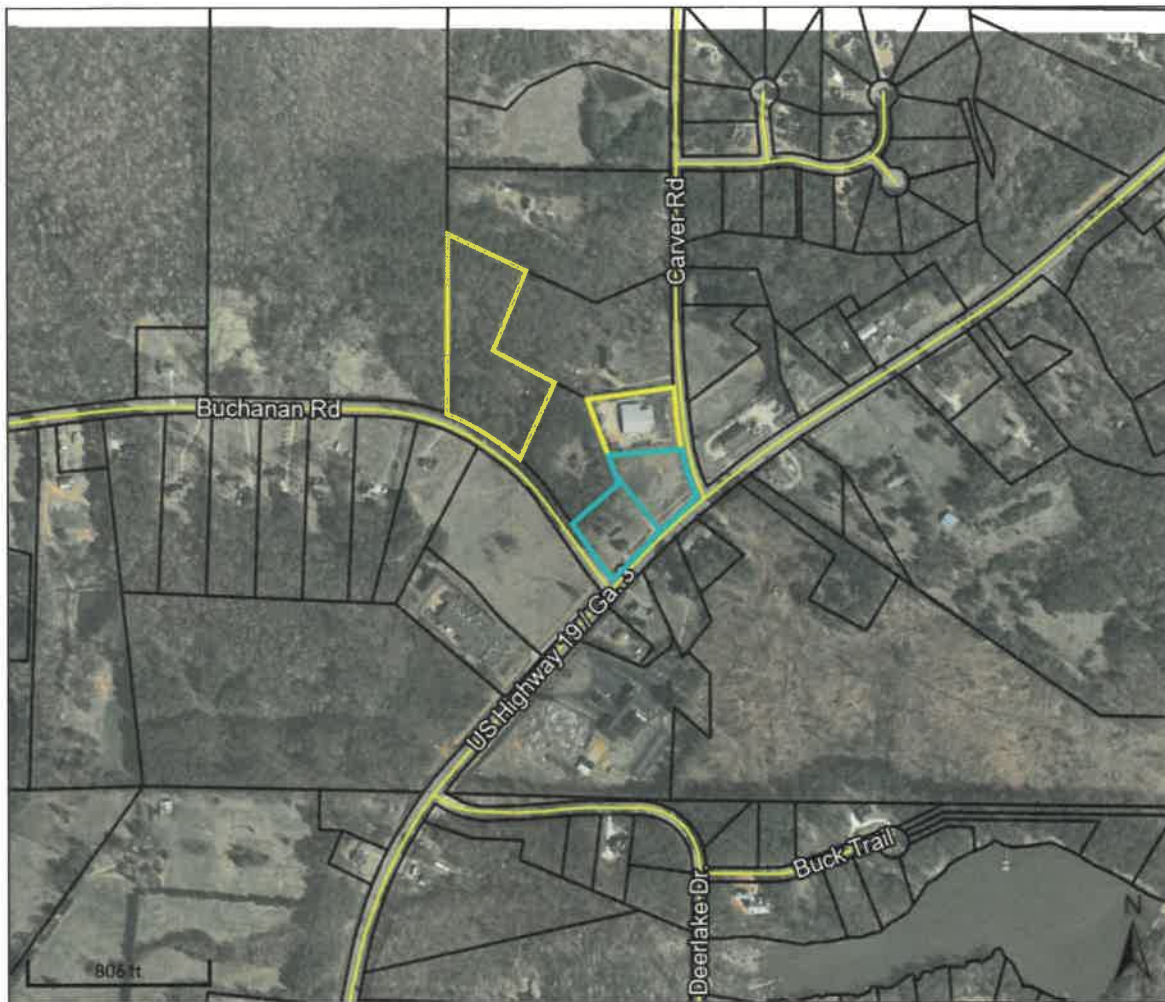 Carver Rd
Buchanan Rd
US Highway 19 / Ga. 3
Buck Trail
Deerlake Dr.
N
806 ft